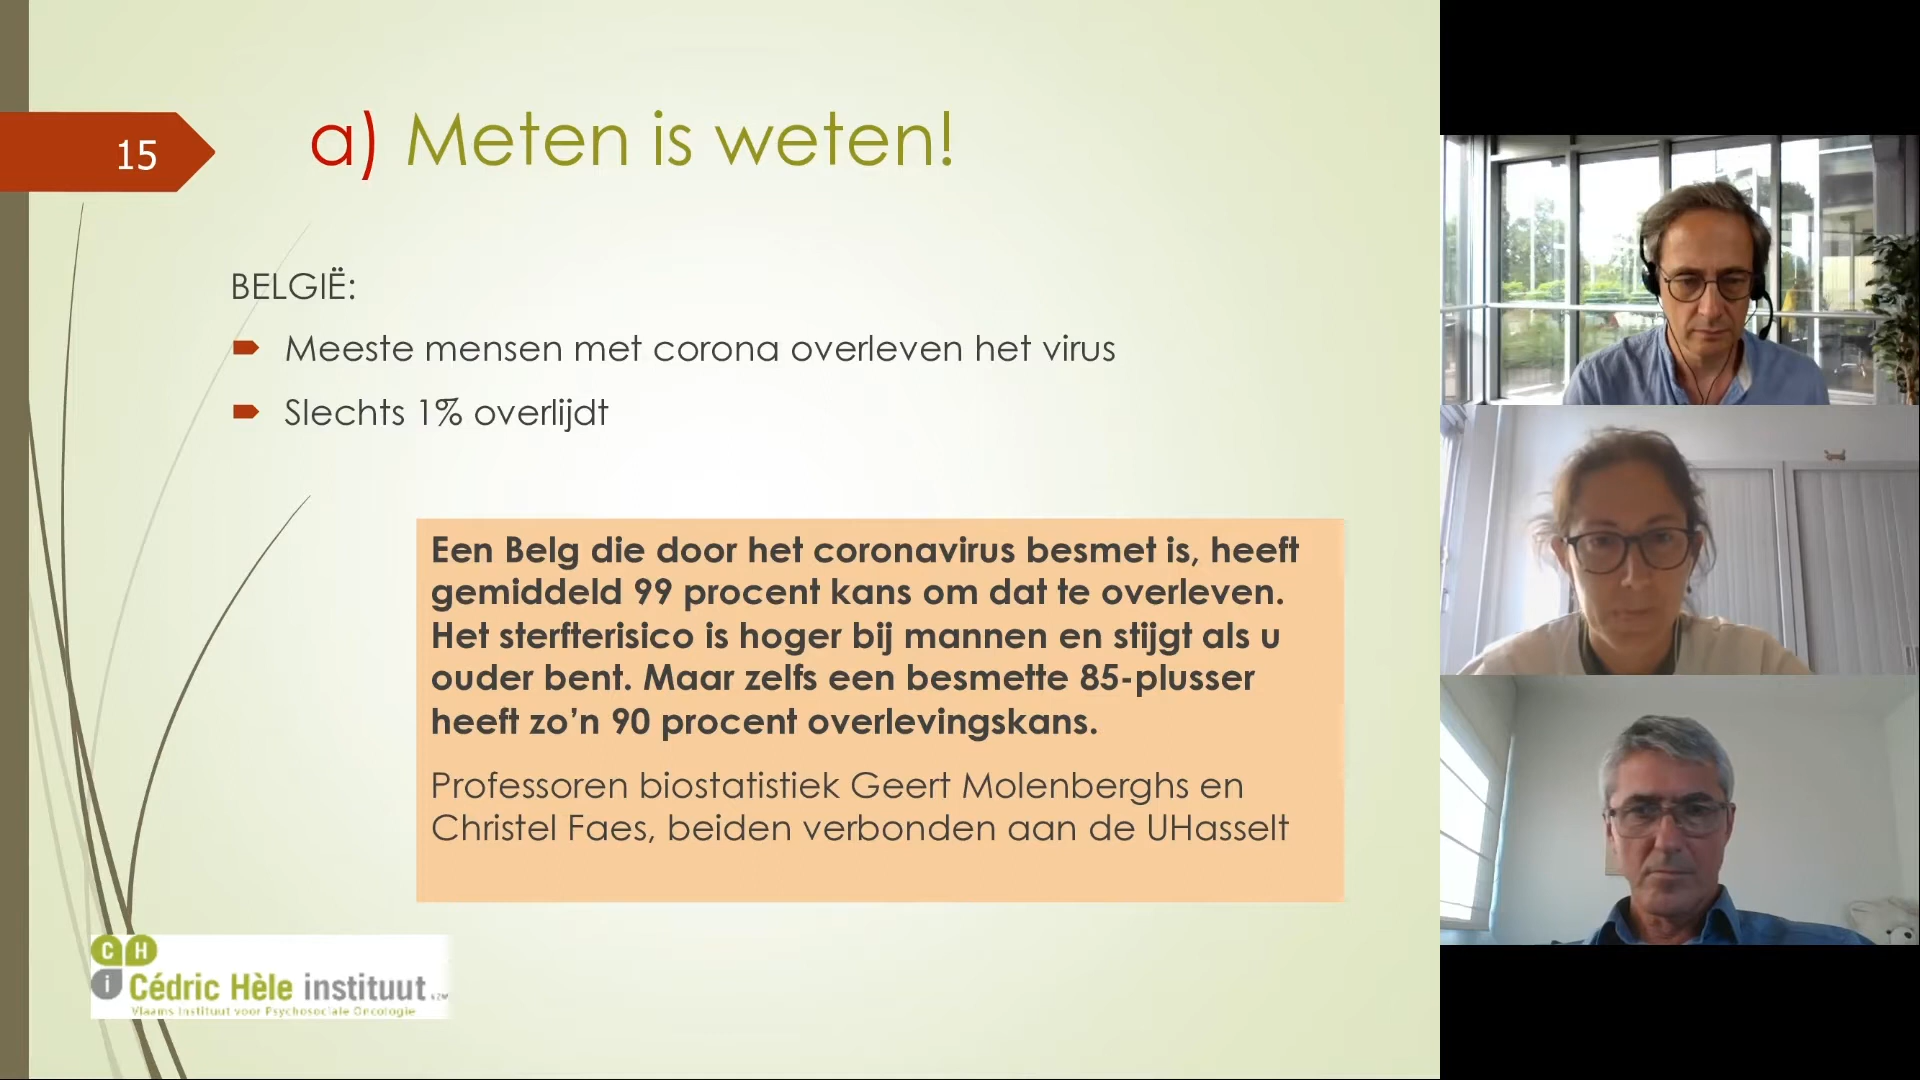 15
a) Meten is weten!
BELGIË:
Meeste mensen met corona overleven het virus
Slechts 1% overlijdt
Een Belg die door het coronavirus besmet is, heeft
gemiddeld 99 procent kans om dat te overleven.
Het sterfterisico is hoger bij mannen en stijgt als u
ouder bent. Maar zelfs een besmette 85-plusser
heeft zo’n 90 procent overlevingskans.
Professoren biostatistiek Geert Molenberghs en
Christel Faes, beiden verbonden aan de UHasselt
C H
i Cédric Hèle instituut vzw
Vlaams Instituut voor Psychosociale Oncologie